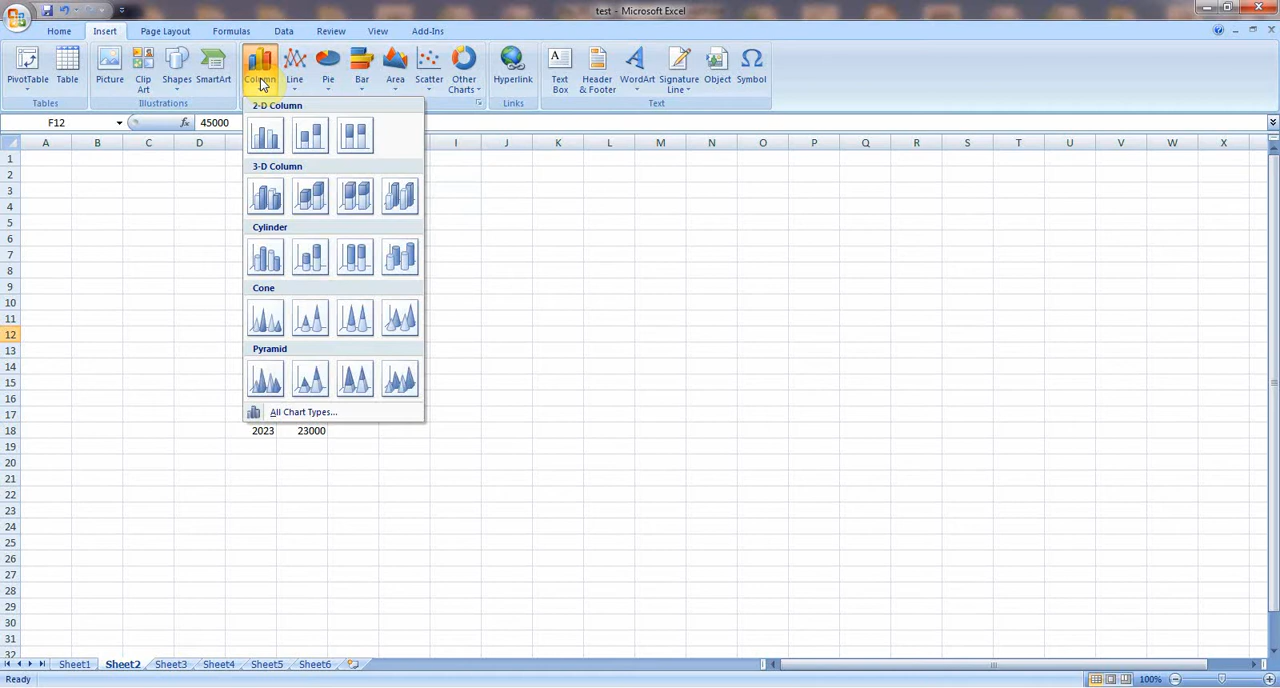 test - Microsoft Excel
Home Insert Page Layout Formulas Data Review View Add-Ins
PivotTable Table Picture Clip Art Shapes SmartArt Column Line Pie Bar Area Scatter Other Charts Hyperlink Text Box Header & Footer WordArt Signature Line Object Symbol
Tables Illustrations Links Text
F12 fx 45000
2-D Column
A B C D I J K L M N O P Q R S T U V W X
1
2
3-D Column
3
4
5
6
Cylinder
7
8
9
Cone
10
11
12
13
Pyramid
14
15
16
17
All Chart Types...
18 2023 23000
19
20
21
22
23
24
25
26
27
28
29
30
31
32
Sheet1 Sheet2 Sheet3 Sheet4 Sheet5 Sheet6
Ready 100%